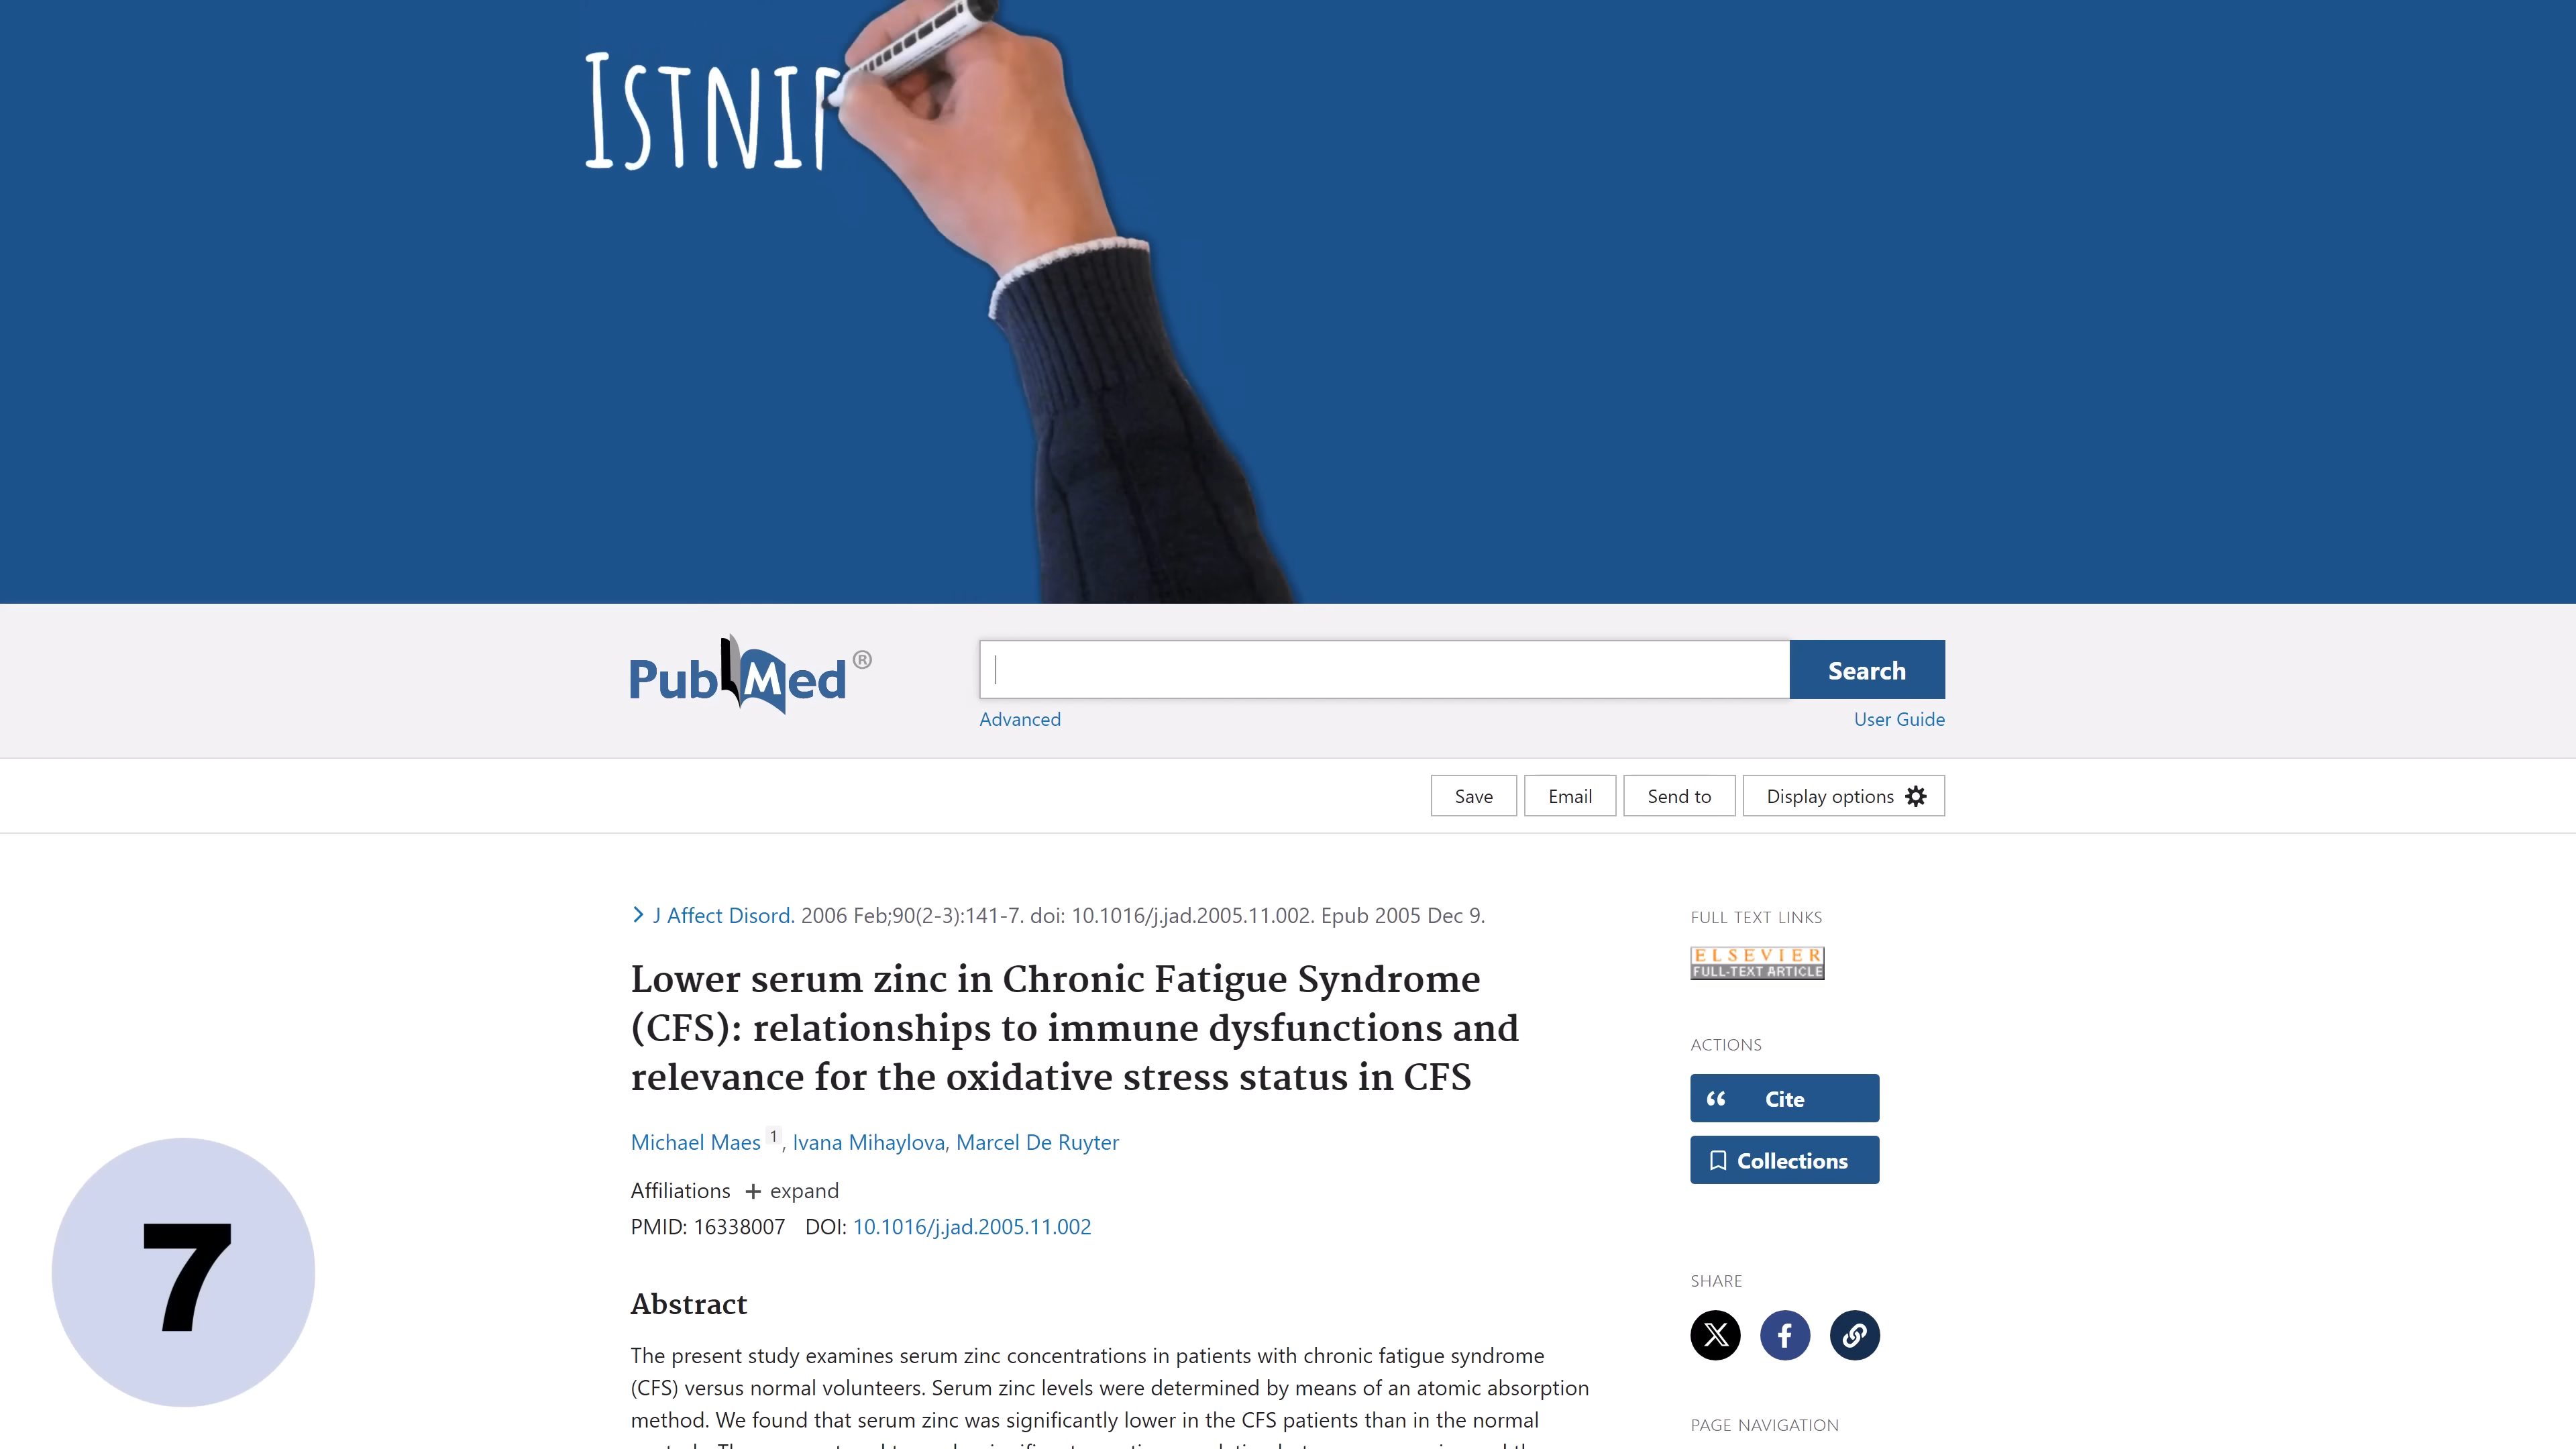 PubMed®
Search
Advanced
User Guide
Save
Email
Send to
Display options
J Affect Disord. 2006 Feb;90(2-3):141-7. doi: 10.1016/j.jad.2005.11.002. Epub 2005 Dec 9.
Lower serum zinc in Chronic Fatigue Syndrome
(CFS): relationships to immune dysfunctions and
relevance for the oxidative stress status in CFS
Michael Maes 1, Ivana Mihaylova, Marcel De Ruyter
Affiliations + expand
PMID: 16338007 DOI: 10.1016/j.jad.2005.11.002
Abstract
The present study examines serum zinc concentrations in patients with chronic fatigue syndrome
(CFS) versus normal volunteers. Serum zinc levels were determined by means of an atomic absorption
method. We found that serum zinc was significantly lower in the CFS patients than in the normal
FULL TEXT LINKS
ELSEVIER
FULL-TEXT ARTICLE
ACTIONS
Cite
Collections
SHARE
PAGE NAVIGATION
7